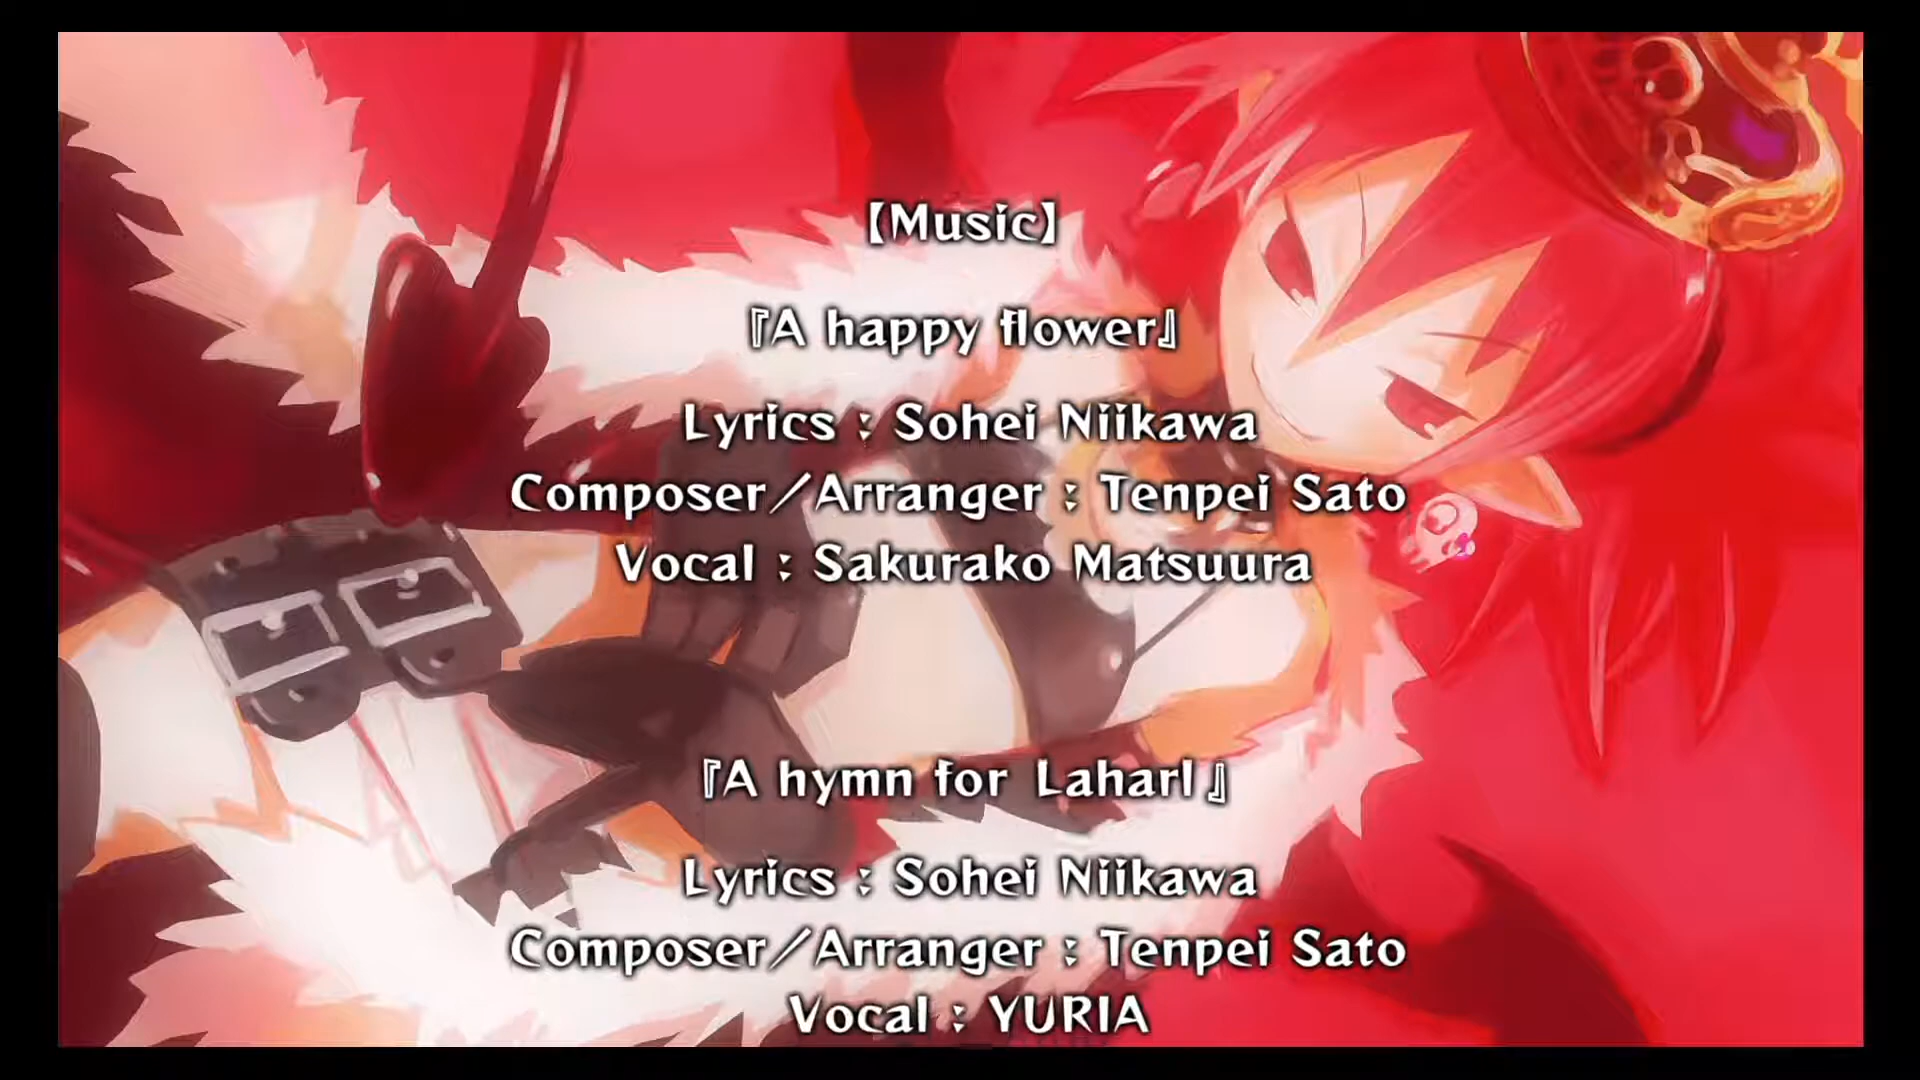 【Music】
『A happy flower』
Lyrics : Sohei Niikawa
Composer／Arranger : Tenpei Sato
Vocal : Sakurako Matsuura
『A hymn for Laharl』
Lyrics : Sohei Niikawa
Composer／Arranger : Tenpei Sato
Vocal : YURIA